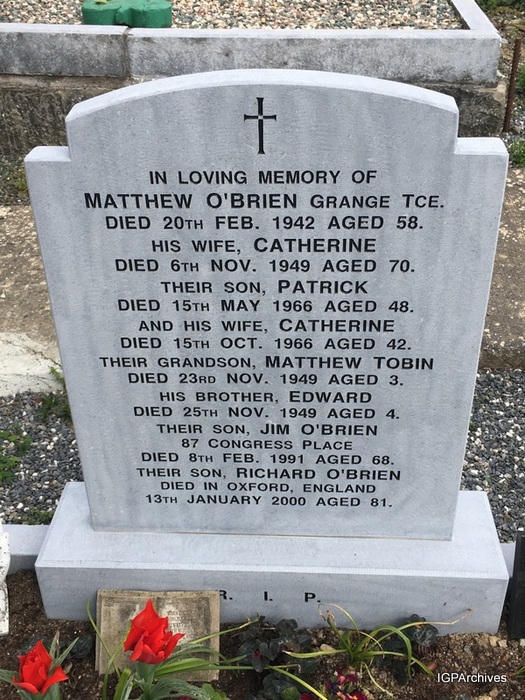 IN LOVING MEMORY OF
MATTHEW O'BRIEN GRANGE TCE.
DIED 20TH FEB. 1942 AGED 58.
HIS WIFE, CATHERINE
DIED 6TH NOV. 1949 AGED 70.
THEIR SON, PATRICK
DIED 15TH MAY 1966 AGED 48.
AND HIS WIFE, CATHERINE
DIED 15TH OCT. 1966 AGED 42.
THEIR GRANDSON, MATTHEW TOBIN
DIED 23RD NOV. 1949 AGED 3.
HIS BROTHER, EDWARD
DIED 25TH NOV. 1949 AGED 4.
THEIR SON, JIM O'BRIEN
87 CONGRESS PLACE
DIED 8TH FEB. 1991 AGED 68.
THEIR SON, RICHARD O'BRIEN
DIED IN OXFORD, ENGLAND
13TH JANUARY 2000 AGED 81.
R. I. P.
IGPArchives